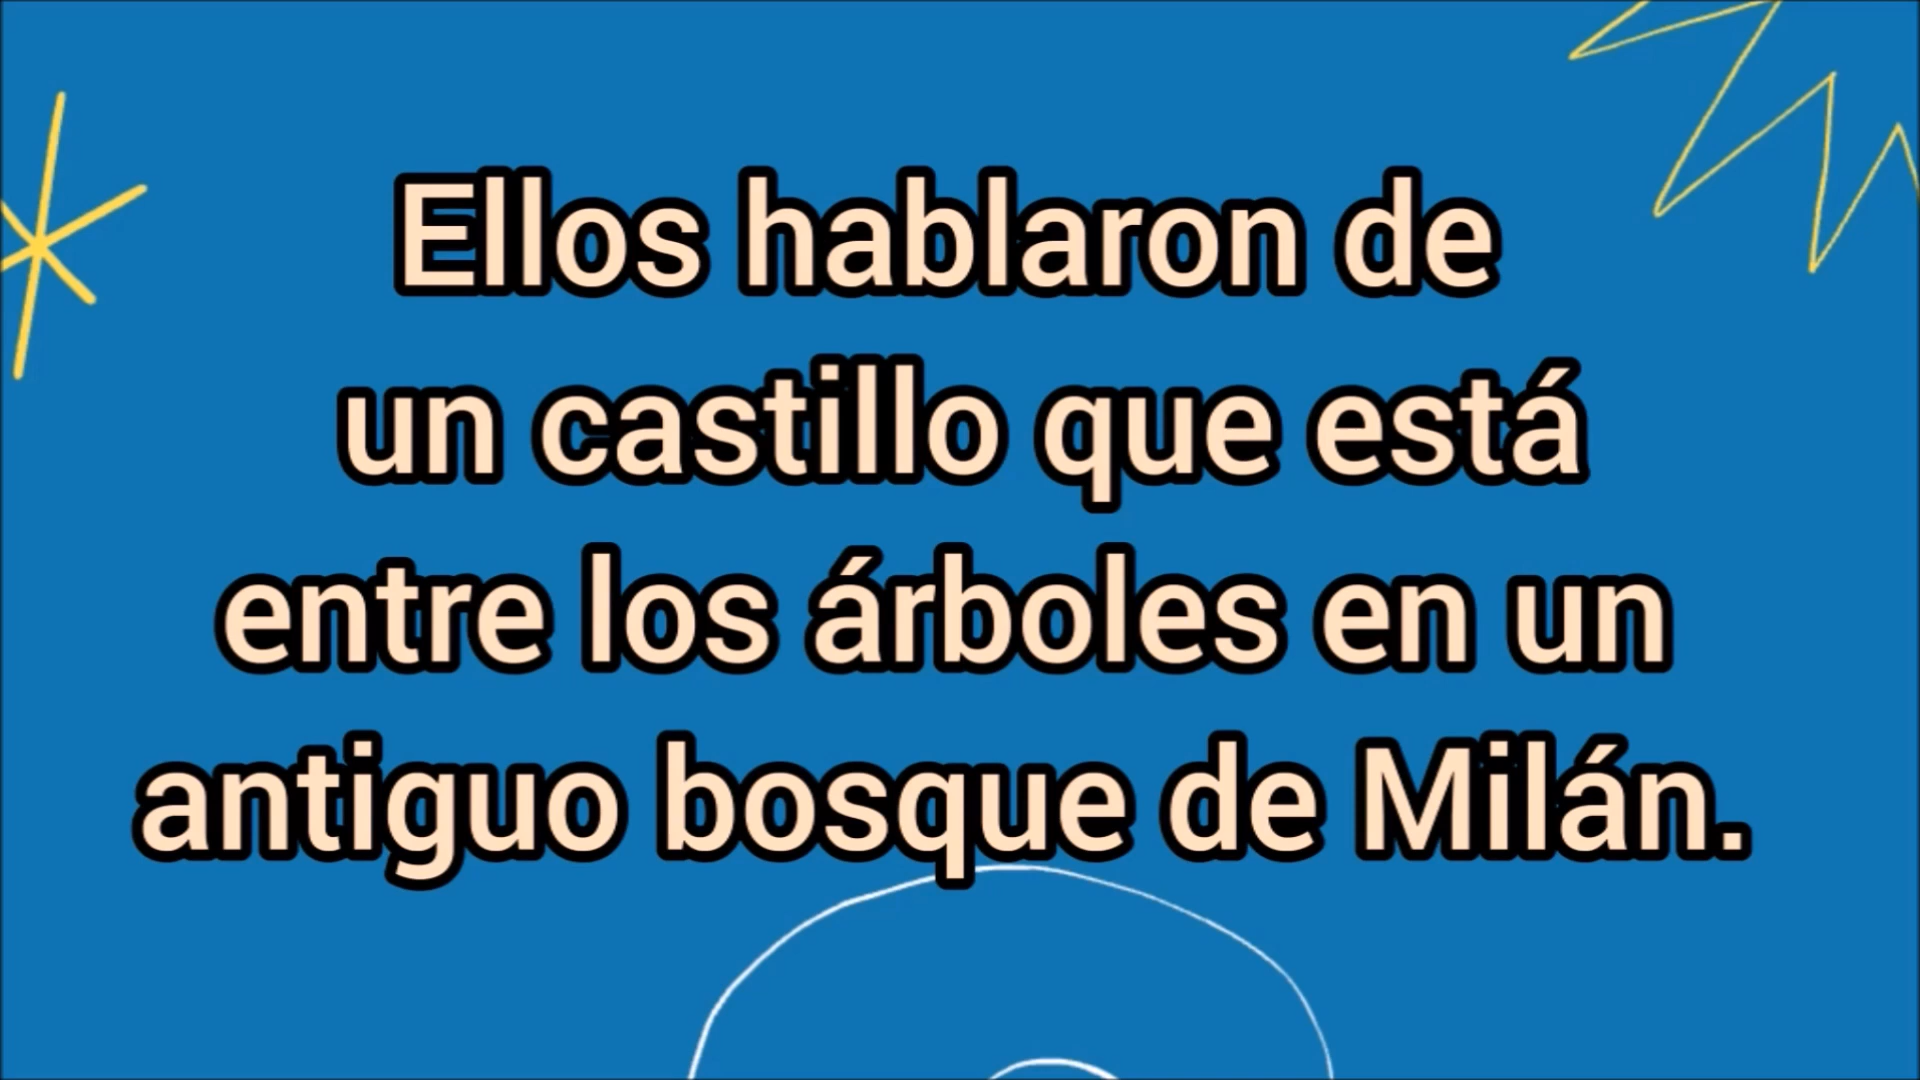 Ellos hablaron de
un castillo que está
entre los árboles en un
antiguo bosque de Milán.